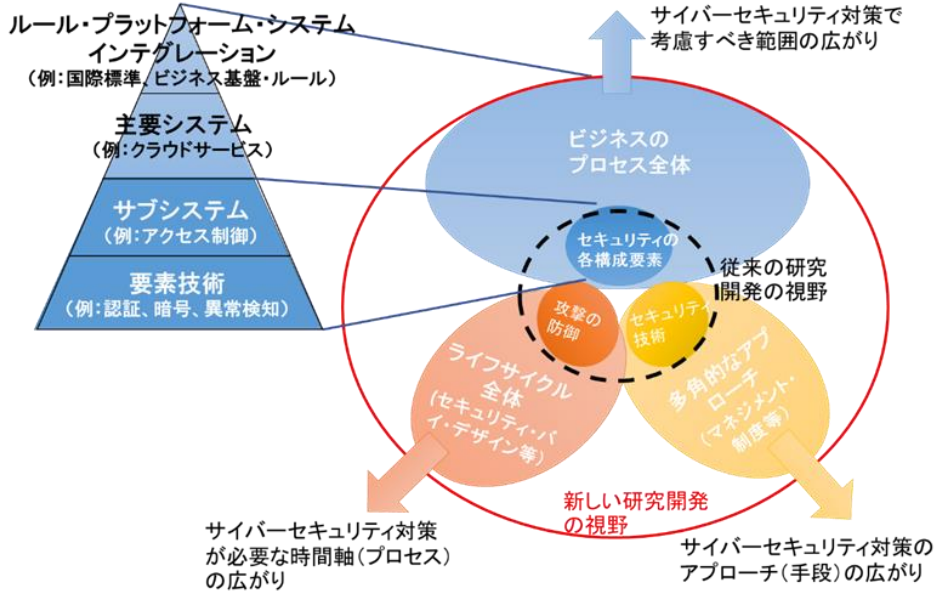 ルール・プラットフォーム・システム
インテグレーション
(例:国際標準、ビジネス基盤・ルール)
主要システム
(例:クラウドサービス)
サブシステム
(例:アクセス制御)
要素技術
(例:認証、暗号、異常検知)
サイバーセキュリティ対策で
考慮すべき範囲の広がり
ビジネスの
プロセス全体
セキュリティの
各構成要素
従来の研究
開発の視野
攻撃の
防御
セキュリティ
技術
ライフサイクル
全体
(セキュリティ・バ
イ・デザイン等)
多角的なアプ
ローチ
(マネジメント・
制度等)
新しい研究開発
の視野
サイバーセキュリティ対策
が必要な時間軸(プロセス)
の広がり
サイバーセキュリティ対策の
アプローチ(手段)の広がり